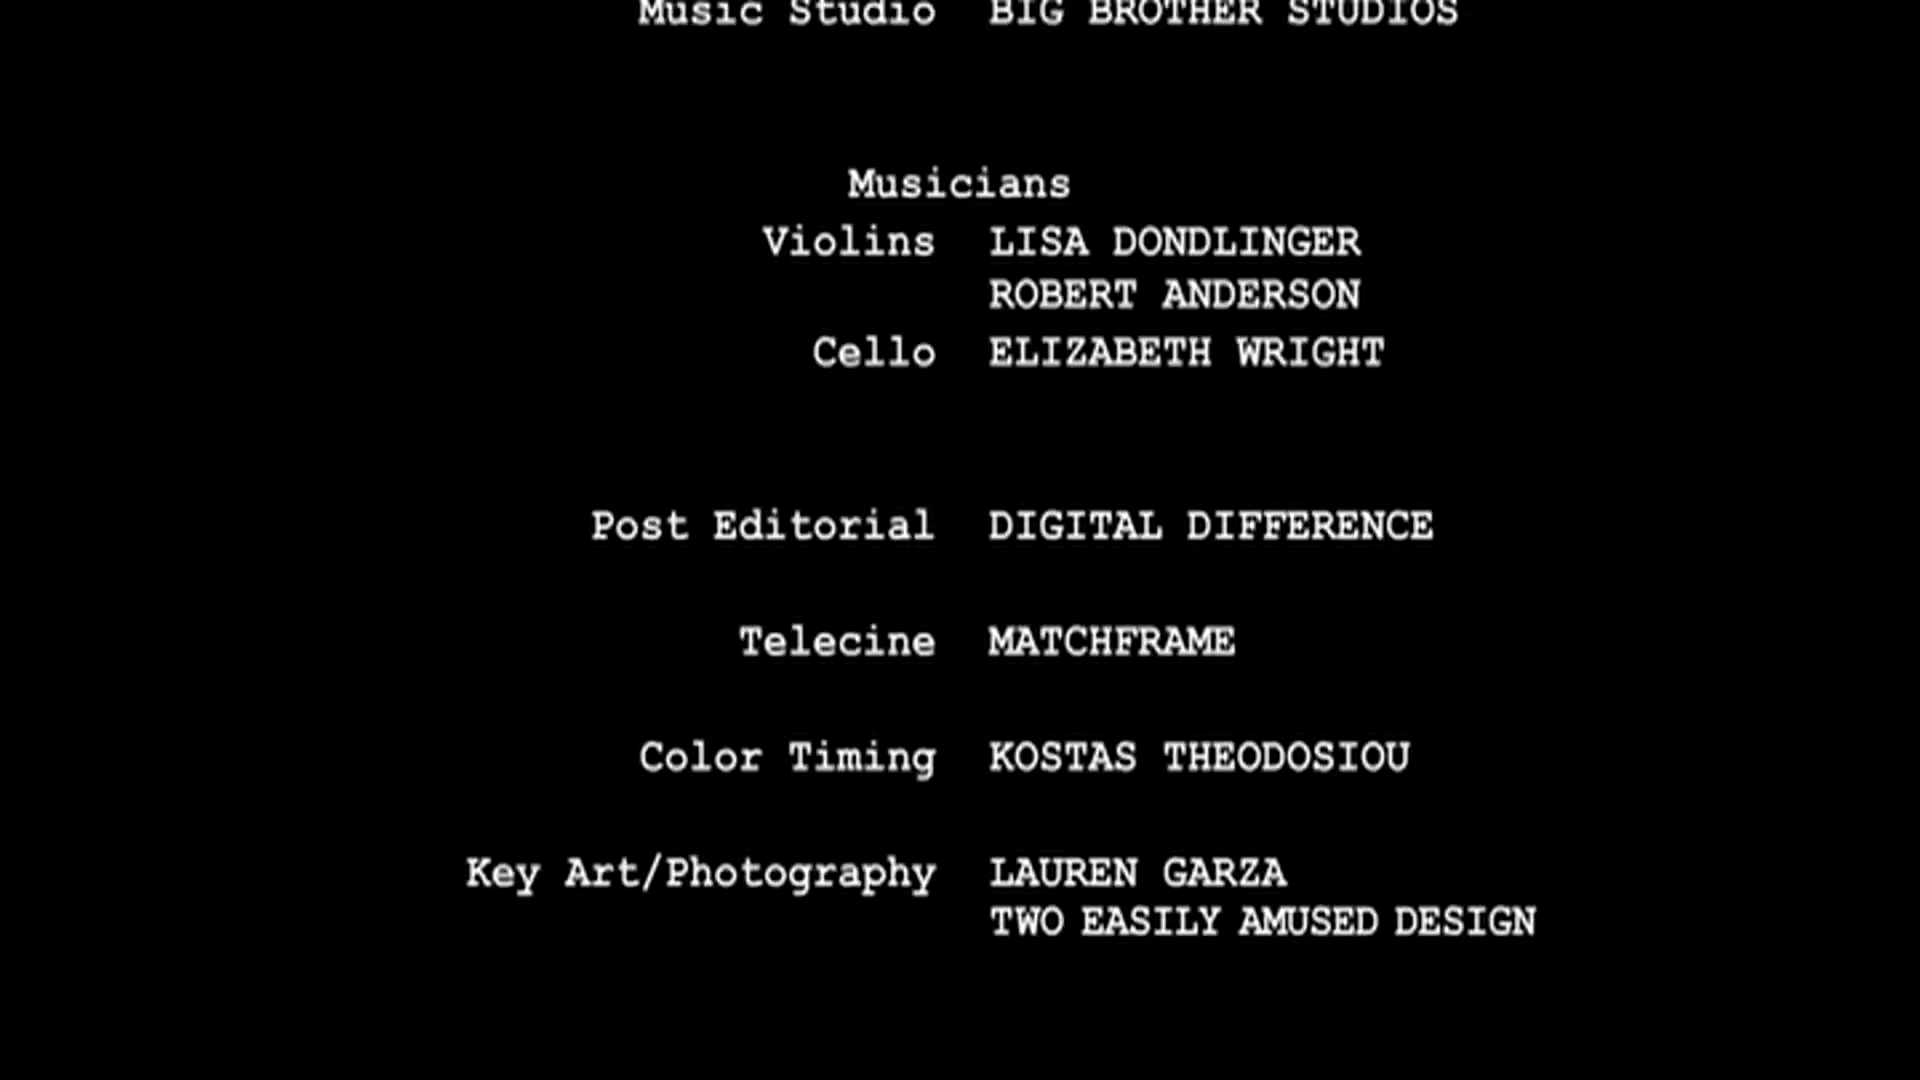 Music Studio BIG BROTHER STUDIOS
Musicians
Violins LISA DONDLINGER
ROBERT ANDERSON
Cello ELIZABETH WRIGHT
Post Editorial DIGITAL DIFFERENCE
Telecine MATCHFRAME
Color Timing KOSTAS THEODOSIOU
Key Art/Photography LAUREN GARZA
TWO EASILY AMUSED DESIGN